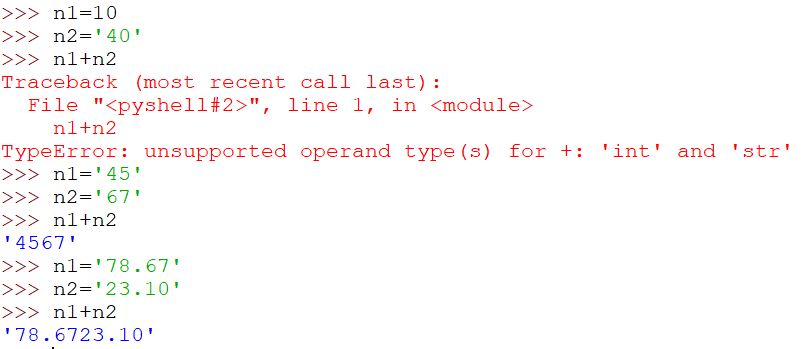 >>> n1=10
>>> n2='40'
>>> n1+n2
Traceback (most recent call last):
  File "<pyshell#2>", line 1, in <module>
    n1+n2
TypeError: unsupported operand type(s) for +: 'int' and 'str'
>>> n1='45'
>>> n2='67'
>>> n1+n2
'4567'
>>> n1='78.67'
>>> n2='23.10'
>>> n1+n2
'78.6723.10'